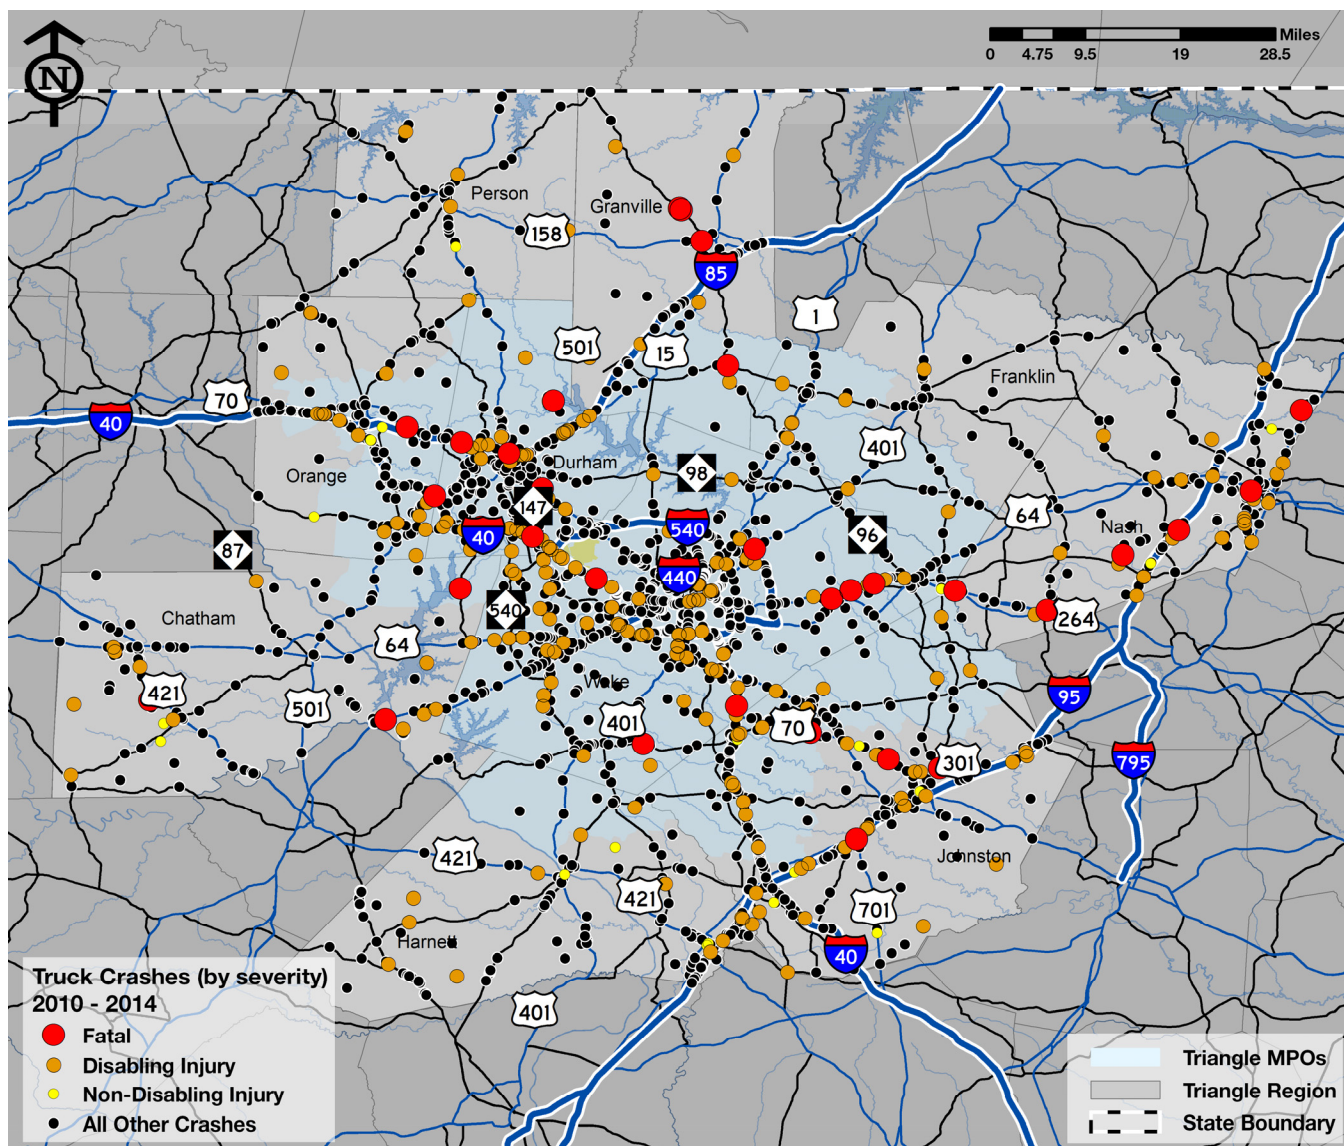 N
Miles
0 4.75 9.5 19 28.5
Person
Granville
158
85
1
501
15
70
40
Franklin
401
Orange
Durham
98
147
64
40
540
Nash
87
96
440
540
Chatham
264
64
421
501
Wake
401
70
95
301
795
421
Johnston
421
701
Harnett
40
401
Truck Crashes (by severity)
2010 - 2014
Fatal
Disabling Injury
Non-Disabling Injury
All Other Crashes
Triangle MPOs
Triangle Region
State Boundary